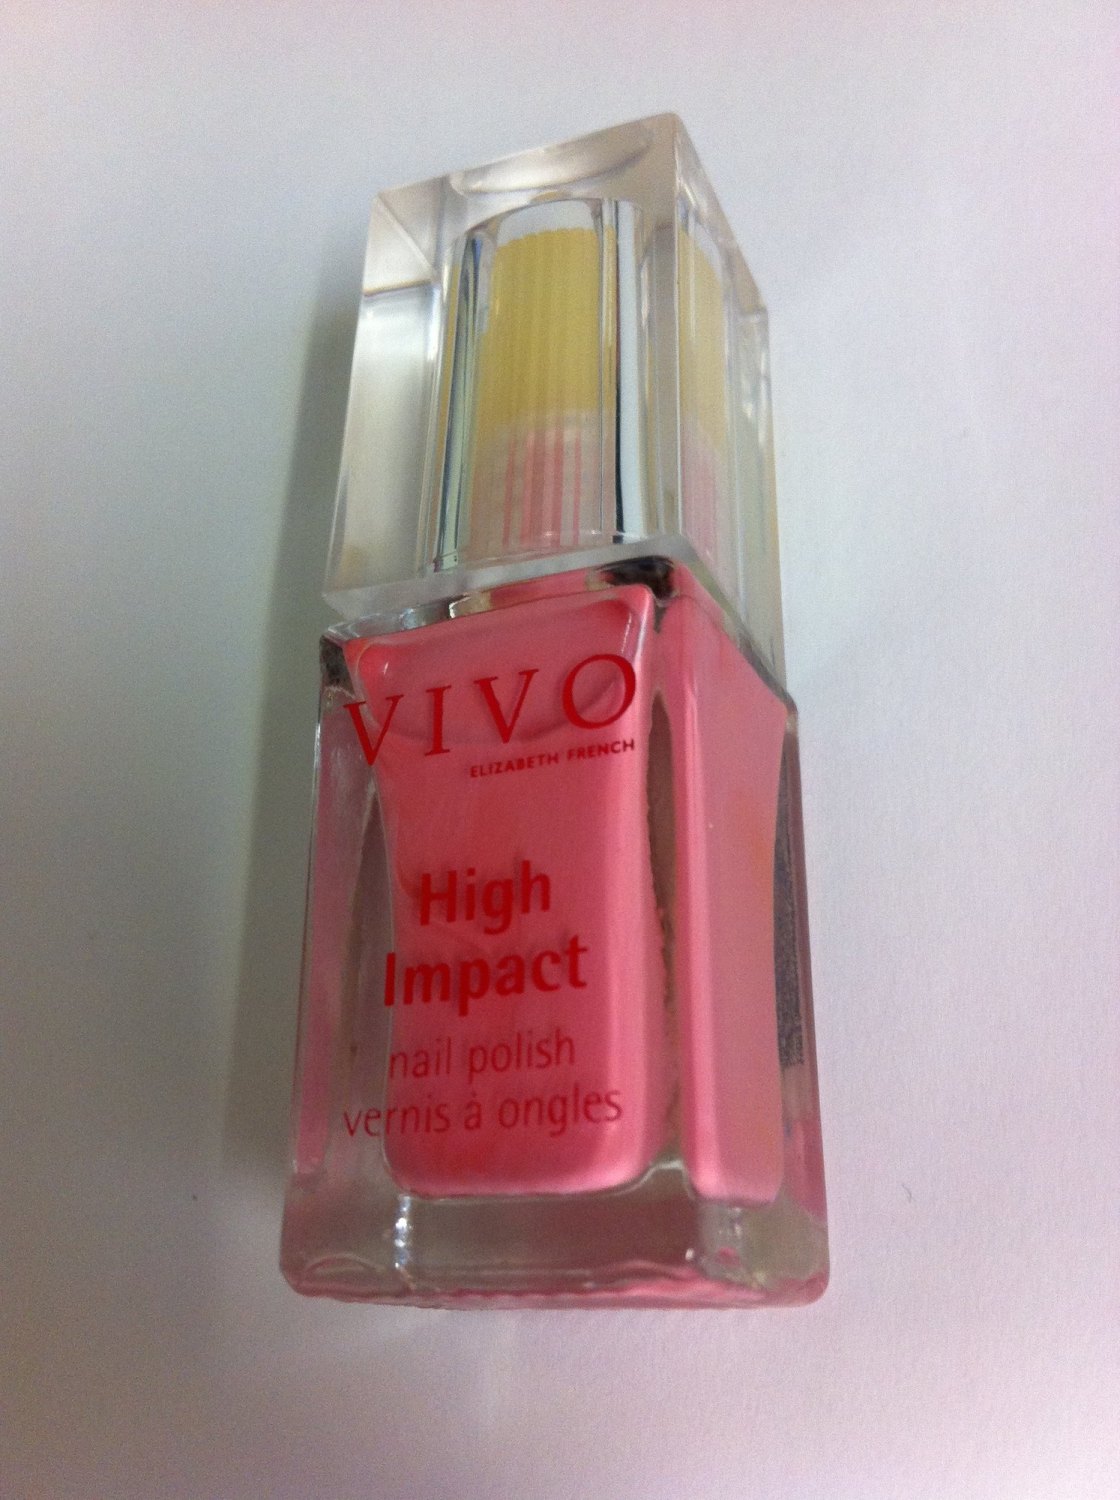 VIVO
ELIZABETH FRENCH
High
Impact
nail polish
vernis à ongles